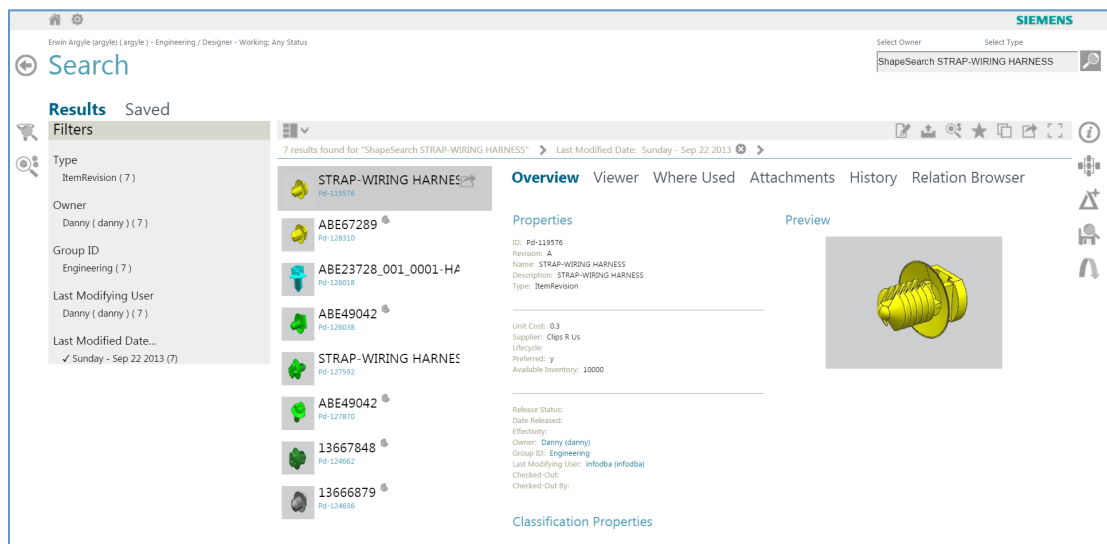 SIEMENS
Erwin Argyle (argyle) ( argyle ) - Engineering / Designer - Working; Any Status
Select Owner Select Type
Search
ShapeSearch STRAP-WIRING HARNESS
Results Saved
Filters
Type
ItemRevision ( 7 )
Owner
Danny ( danny ) ( 7 )
Group ID
Engineering ( 7 )
Last Modifying User
Danny ( danny ) ( 7 )
Last Modified Date...
✓ Sunday - Sep 22 2013 (7)
7 results found for "ShapeSearch STRAP-WIRING HARNESS" Last Modified Date: Sunday - Sep 22 2013
STRAP-WIRING HARNES
Pd-119576
ABE67289
Pd-128310
ABE23728_001_0001-HA
Pd-126018
ABE49042
Pd-126038
STRAP-WIRING HARNES
Pd-127592
ABE49042
Pd-127870
13667848
Pd-124662
13666879
Pd-124636
Overview Viewer Where Used Attachments History Relation Browser
Properties
ID: Pd-119576
Revision: A
Name: STRAP-WIRING HARNESS
Description: STRAP-WIRING HARNESS
Type: ItemRevision
Unit Cost: 0.3
Supplier: Clips R Us
Lifecycle:
Preferred: y
Available Inventory: 10000
Release Status:
Date Released:
Effectivity:
Owner: Danny (danny)
Group ID: Engineering
Last Modifying User: infodba (infodba)
Checked-Out:
Checked-Out By:
Classification Properties
Preview